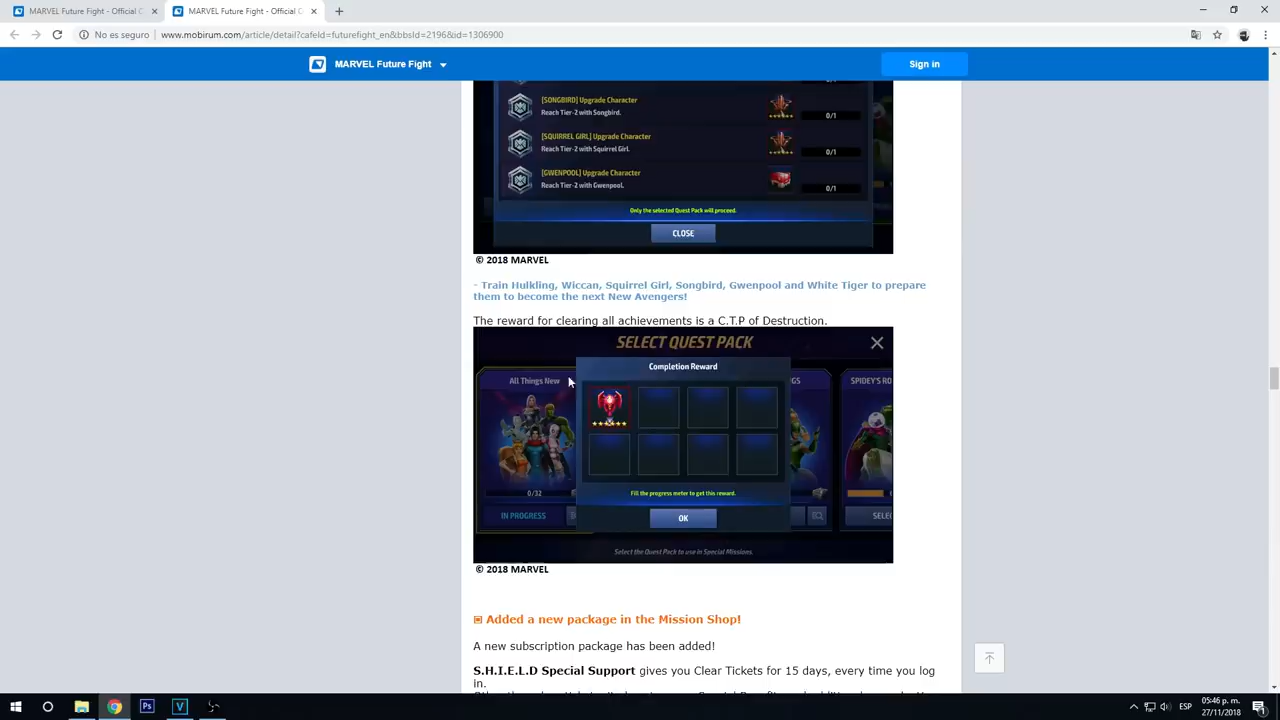 MARVEL Future Fight - Official C
MARVEL Future Fight - Official C
No es seguro
www.mobirum.com/article/detail?cafeId=futurefight_en&bbsId=2196&id=1306900
MARVEL Future Fight
Sign in
[SONGBIRD] Upgrade Character
Reach Tier-2 with Songbird.
0/1
[SQUIRREL GIRL] Upgrade Character
Reach Tier-2 with Squirrel Girl.
0/1
[GWENPOOL] Upgrade Character
Reach Tier-2 with Gwenpool.
0/1
Only the selected Quest Pack will proceed.
CLOSE
© 2018 MARVEL
- Train Hulkling, Wiccan, Squirrel Girl, Songbird, Gwenpool and White Tiger to prepare
them to become the next New Avengers!
The reward for clearing all achievements is a C.T.P of Destruction.
SELECT QUEST PACK
Completion Reward
All Things New
SPIDEY'S RO
0/32
Fill the progress meter to get this reward.
IN PROGRESS
OK
SELE
Select the Quest Pack to use in Special Missions.
© 2018 MARVEL
Added a new package in the Mission Shop!
A new subscription package has been added!
S.H.I.E.L.D Special Support gives you Clear Tickets for 15 days, every time you log
in.
ESP
05:46 p. m.
27/11/2018